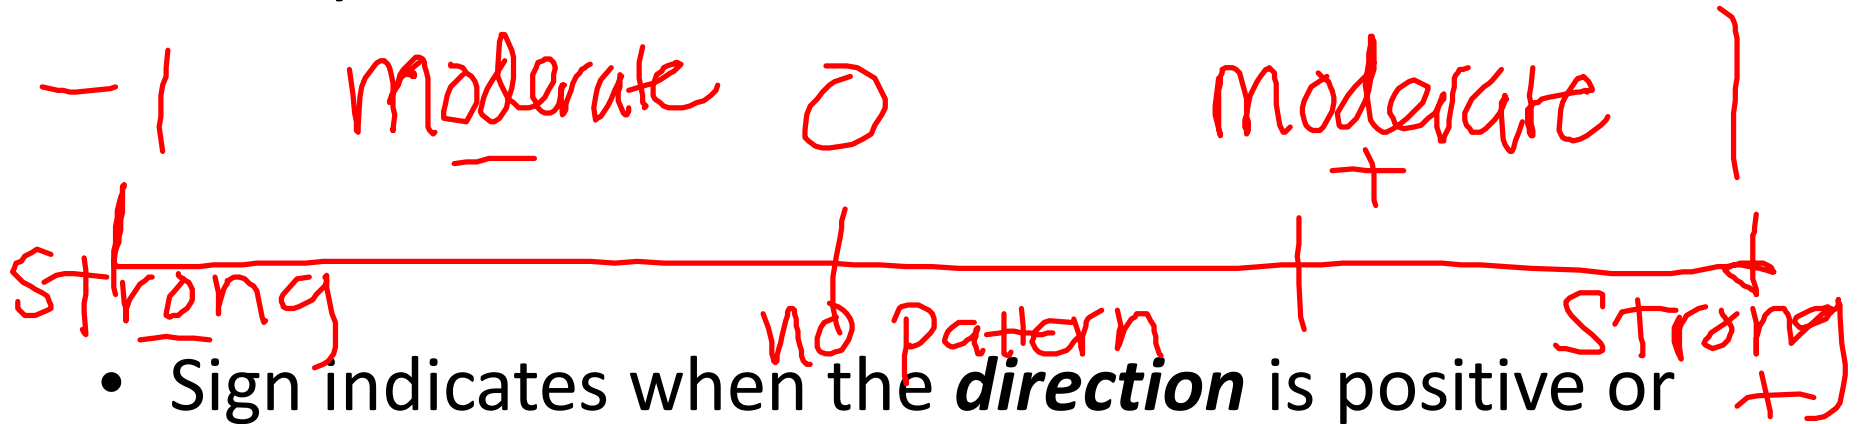 -1 moderate 0 moderate 1
- +
strong no pattern strong
- +
• Sign indicates when the direction is positive or